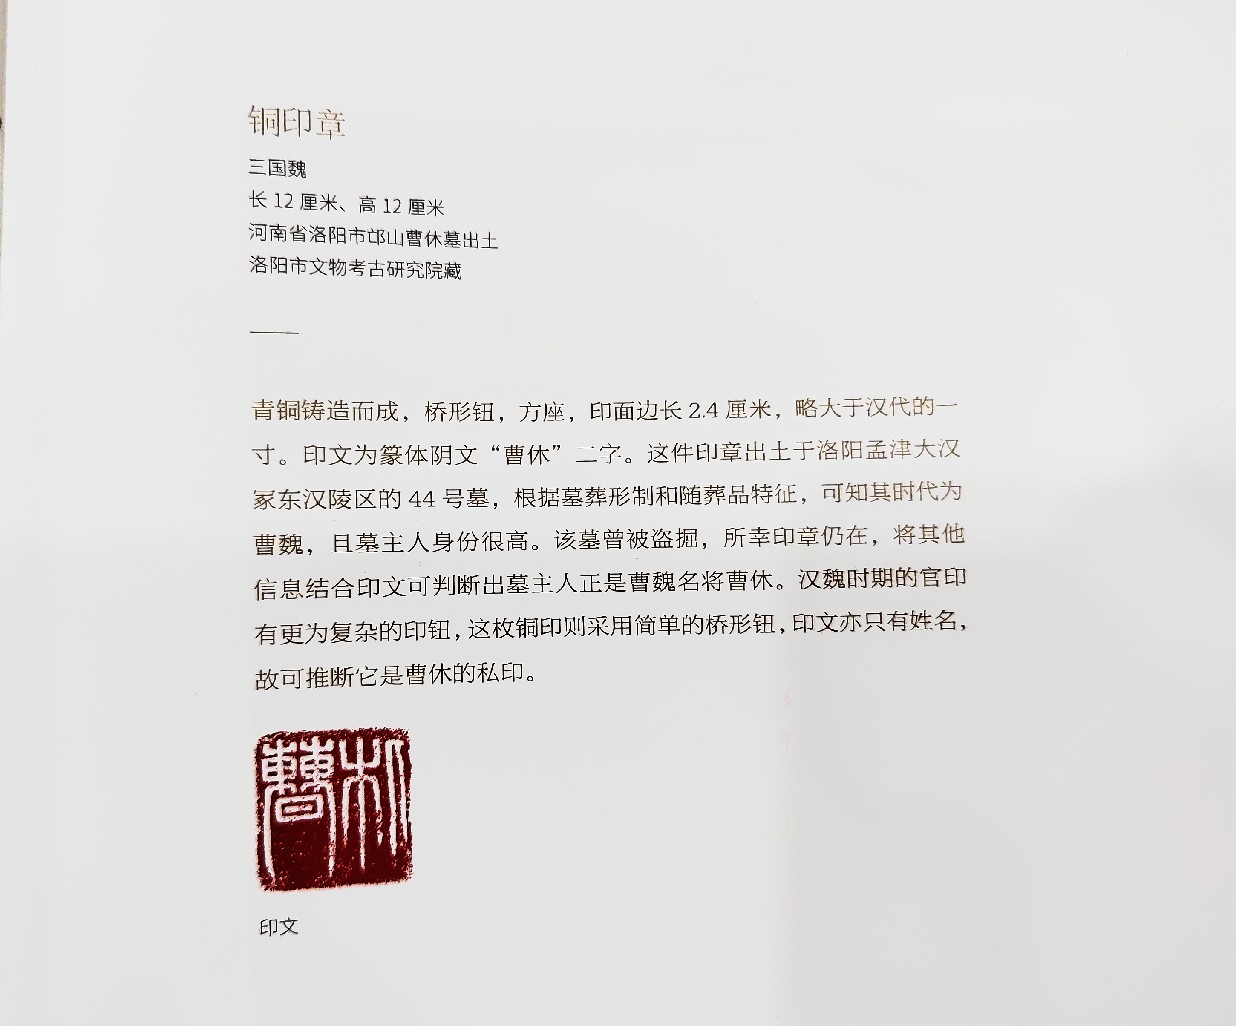 铜印章
三国魏
长 12 厘米、高 12 厘米
河南省洛阳市邙山曹休墓出土
洛阳市文物考古研究院藏
青铜铸造而成，桥形钮，方座，印面边长 2.4 厘米，略大于汉代的一
寸。印文为篆体阴文“曹休”二字。这件印章出土于洛阳孟津大汉
冢东汉陵区的 44 号墓，根据墓葬形制和随葬品特征，可知其时代为
曹魏，且墓主人身份很高。该墓曾被盗掘，所幸印章仍在，将其他
信息结合印文可判断出墓主人正是曹魏名将曹休。汉魏时期的官印
有更为复杂的印钮，这枚铜印则采用简单的桥形钮，印文亦只有姓名，
故可推断它是曹休的私印。
曹休
印文